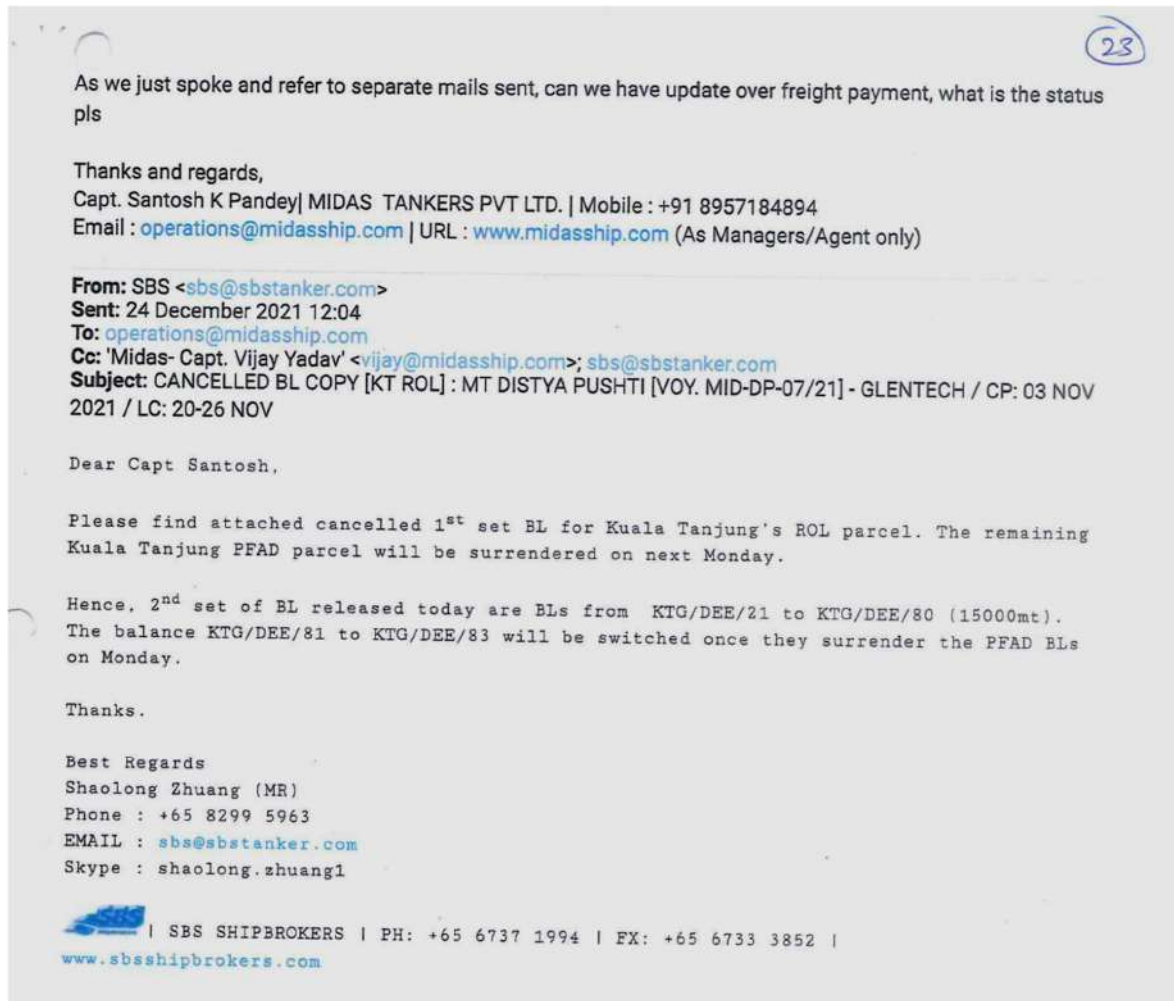 23
As we just spoke and refer to separate mails sent, can we have update over freight payment, what is the status
pls
Thanks and regards,
Capt. Santosh K Pandey| MIDAS TANKERS PVT LTD. | Mobile : +91 8957184894
Email : operations@midasship.com | URL : www.midasship.com (As Managers/Agent only)
From: SBS <sbs@sbstanker.com>
Sent: 24 December 2021 12:04
To: operations@midasship.com
Cc: 'Midas- Capt. Vijay Yadav' <vijay@midasship.com>; sbs@sbstanker.com
Subject: CANCELLED BL COPY [KT ROL] : MT DISTYA PUSHTI [VOY. MID-DP-07/21] - GLENTECH / CP: 03 NOV
2021 / LC: 20-26 NOV
Dear Capt Santosh,
Please find attached cancelled 1st set BL for Kuala Tanjung's ROL parcel. The remaining
Kuala Tanjung PFAD parcel will be surrendered on next Monday.
Hence, 2nd set of BL released today are BLs from KTG/DEE/21 to KTG/DEE/80 (15000mt).
The balance KTG/DEE/81 to KTG/DEE/83 will be switched once they surrender the PFAD BLs
on Monday.
Thanks.
Best Regards
Shaolong Zhuang (MR)
Phone : +65 8299 5963
EMAIL : sbs@sbstanker.com
Skype : shaolong.zhuang1
SBS | SBS SHIPBROKERS | PH: +65 6737 1994 | FX: +65 6733 3852 |
www.sbsshipbrokers.com